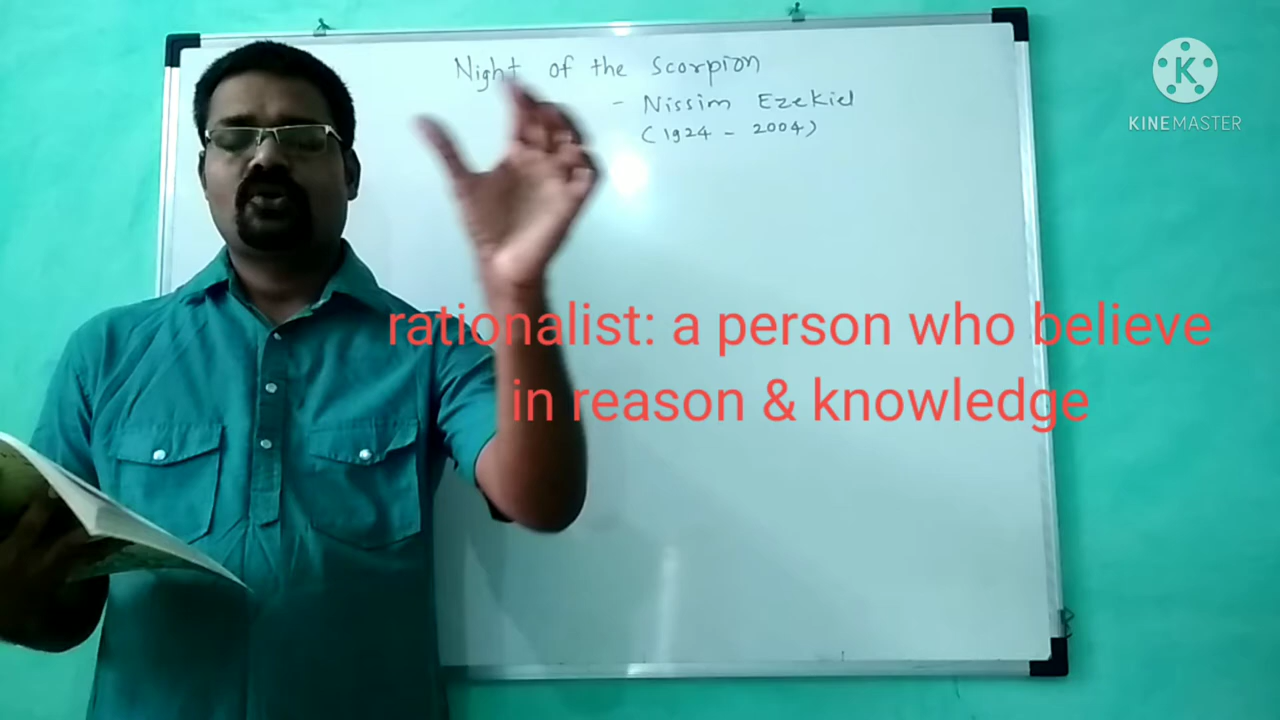 Night of the Scorpion
- Nissim Ezekiel
(1924 - 2004)
KINEMASTER
rationalist: a person who believe
in reason & knowledge